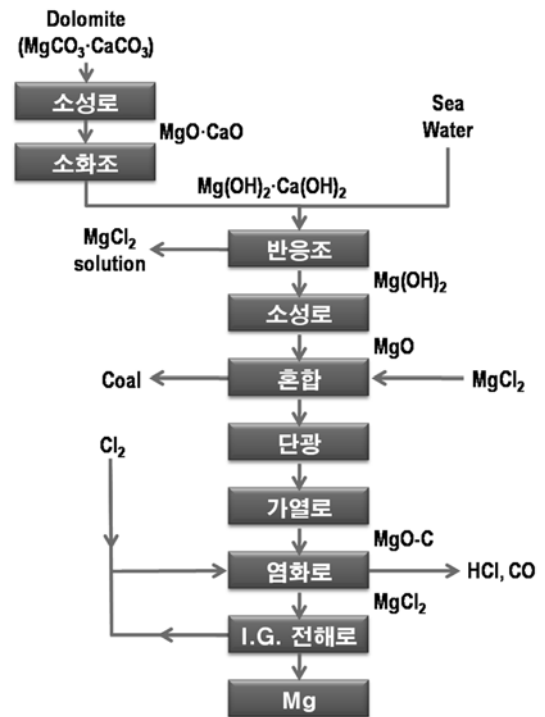 Dolomite
(MgCO₃·CaCO₃)
소성로
MgO·CaO
소화조
Sea
Water
Mg(OH)₂·Ca(OH)₂
반응조
MgCl₂
solution
Mg(OH)₂
소성로
MgO
Coal
혼합
MgCl₂
단광
Cl₂
가열로
MgO-C
염화로
HCl, CO
MgCl₂
I.G. 전해로
Mg